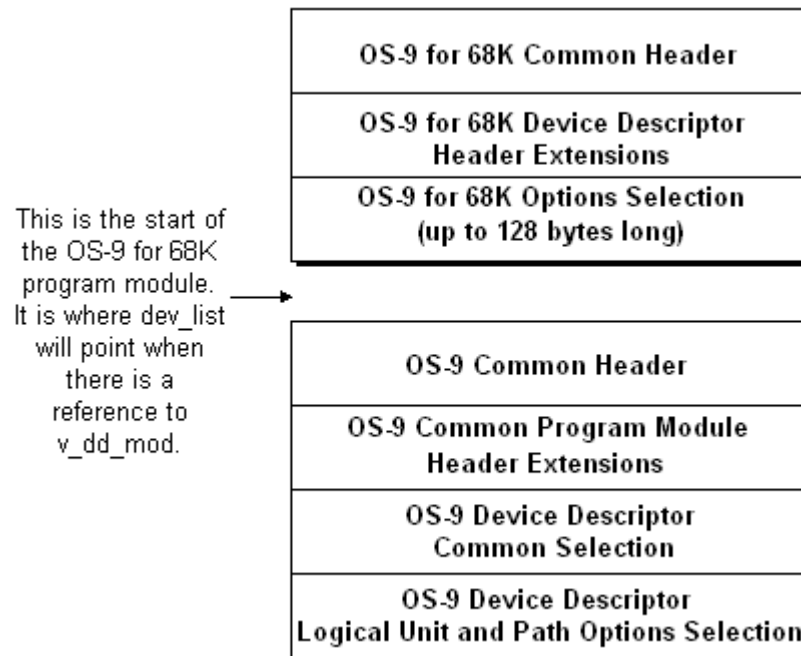 OS-9 for 68K Common Header
OS-9 for 68K Device Descriptor
Header Extensions
OS-9 for 68K Options Selection
(up to 128 bytes long)
This is the start of
the OS-9 for 68K
program module.
It is where dev_list
will point when
there is a
reference to
v_dd_mod.
OS-9 Common Header
OS-9 Common Program Module
Header Extensions
OS-9 Device Descriptor
Common Selection
OS-9 Device Descriptor
Logical Unit and Path Options Selection